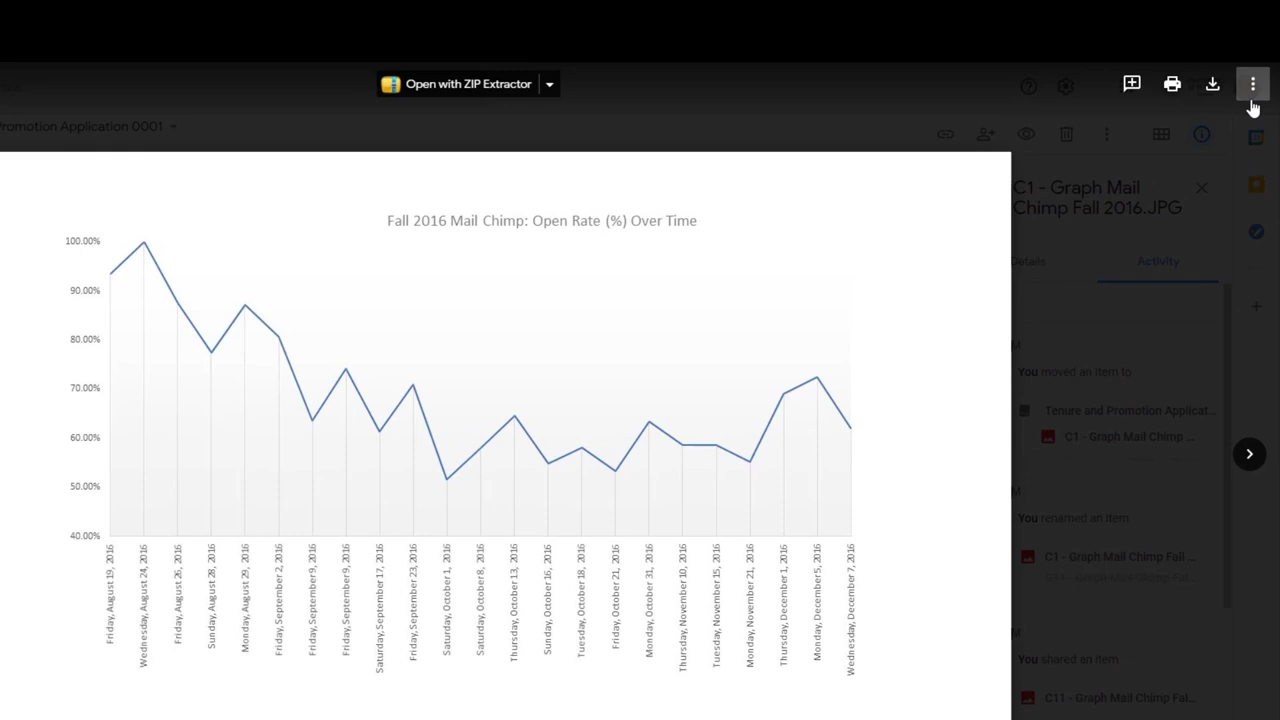 Open with ZIP Extractor
Promotion Application 0001
C1 - Graph Mail
Chimp Fall 2016.JPG
Details
Activity
You moved an item to
Tenure and Promotion Applicat...
C1 - Graph Mail Chimp ...
You renamed an item
C1 - Graph Mail Chimp Fall ...
C1 - Graph Mail Chimp Fal...
You shared an item
C11 - Graph Mail Chimp Fal...
Fall 2016 Mail Chimp: Open Rate (%) Over Time
100.00%
90.00%
80.00%
70.00%
60.00%
50.00%
40.00%
Friday, August 19, 2016
Wednesday, August 24, 2016
Friday, August 26, 2016
Sunday, August 28, 2016
Monday, August 29, 2016
Friday, September 2, 2016
Friday, September 9, 2016
Friday, September 9, 2016
Saturday, September 17, 2016
Friday, September 23, 2016
Saturday, October 1, 2016
Saturday, October 8, 2016
Thursday, October 13, 2016
Sunday, October 16, 2016
Tuesday, October 18, 2016
Friday, October 21, 2016
Monday, October 31, 2016
Thursday, November 10, 2016
Tuesday, November 15, 2016
Monday, November 21, 2016
Thursday, December 1, 2016
Monday, December 5, 2016
Wednesday, December 7, 2016